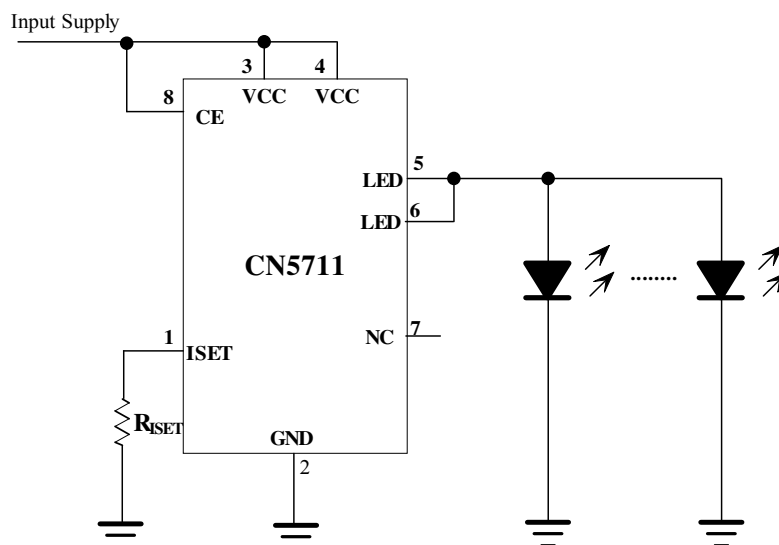 Input Supply
3
4
8
VCC
VCC
CE
5
LED
6
LED
CN5711
1
7
NC
ISET
RISET
GND
2